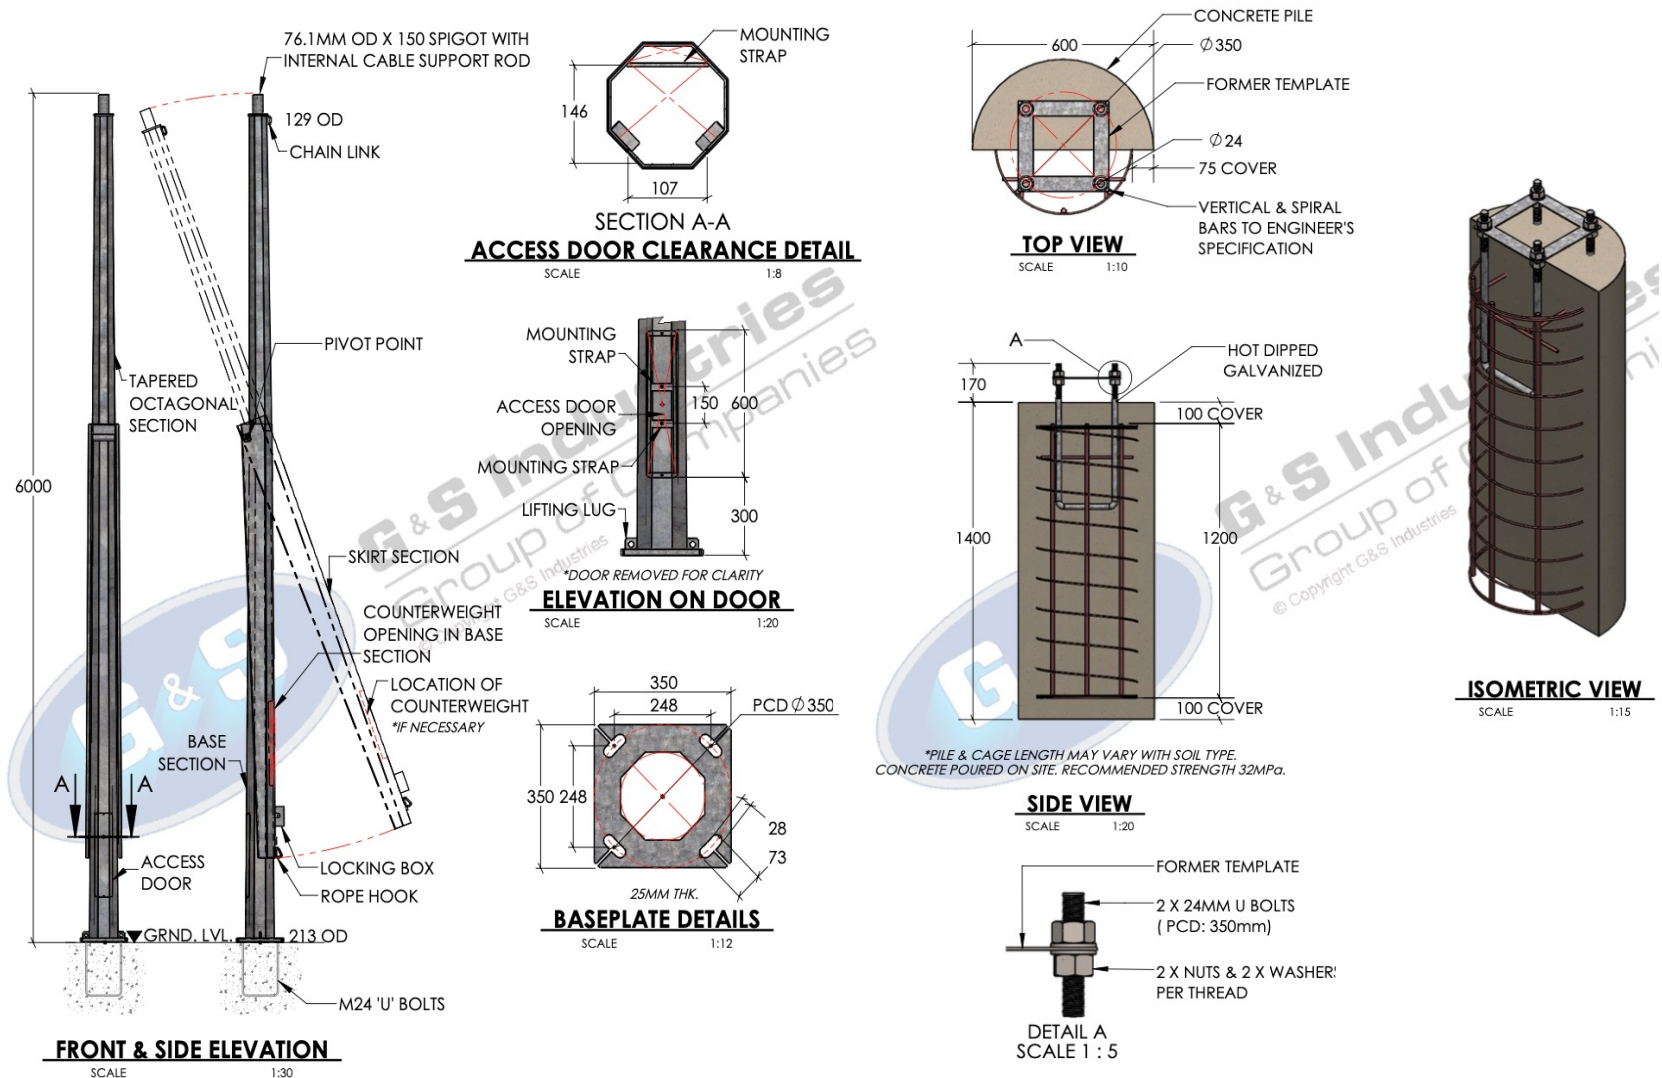 76.1MM OD X 150 SPIGOT WITH
INTERNAL CABLE SUPPORT ROD
129 OD
CHAIN LINK
PIVOT POINT
TAPERED
OCTAGONAL
SECTION
6000
SKIRT SECTION
COUNTERWEIGHT
OPENING IN BASE
SECTION
LOCATION OF
COUNTERWEIGHT
*IF NECESSARY
BASE
SECTION
A
A
ACCESS
DOOR
LOCKING BOX
ROPE HOOK
GRND. LVL.
213 OD
M24 'U' BOLTS
FRONT & SIDE ELEVATION
SCALE 1:30
MOUNTING
STRAP
146
107
SECTION A-A
ACCESS DOOR CLEARANCE DETAIL
SCALE 1:8
MOUNTING
STRAP
ACCESS DOOR
OPENING
150
600
MOUNTING STRAP
LIFTING LUG
300
*DOOR REMOVED FOR CLARITY
ELEVATION ON DOOR
SCALE 1:20
350
248
PCD Ø 350
350
248
28
73
25MM THK.
BASEPLATE DETAILS
SCALE 1:12
CONCRETE PILE
600
Ø 350
FORMER TEMPLATE
Ø 24
75 COVER
VERTICAL & SPIRAL
BARS TO ENGINEER'S
SPECIFICATION
TOP VIEW
SCALE 1:10
A
HOT DIPPED
GALVANIZED
170
100 COVER
1400
1200
100 COVER
*PILE & CAGE LENGTH MAY VARY WITH SOIL TYPE.
CONCRETE POURED ON SITE. RECOMMENDED STRENGTH 32MPa.
SIDE VIEW
SCALE 1:20
FORMER TEMPLATE
2 X 24MM U BOLTS
( PCD: 350mm)
2 X NUTS & 2 X WASHER
PER THREAD
DETAIL A
SCALE 1 : 5
ISOMETRIC VIEW
SCALE 1:15
G&S
G&S Industries
Group of Companies
© Copyright G&S Industries
G
G&S Indu
Group of
© Copyright G&S Industries